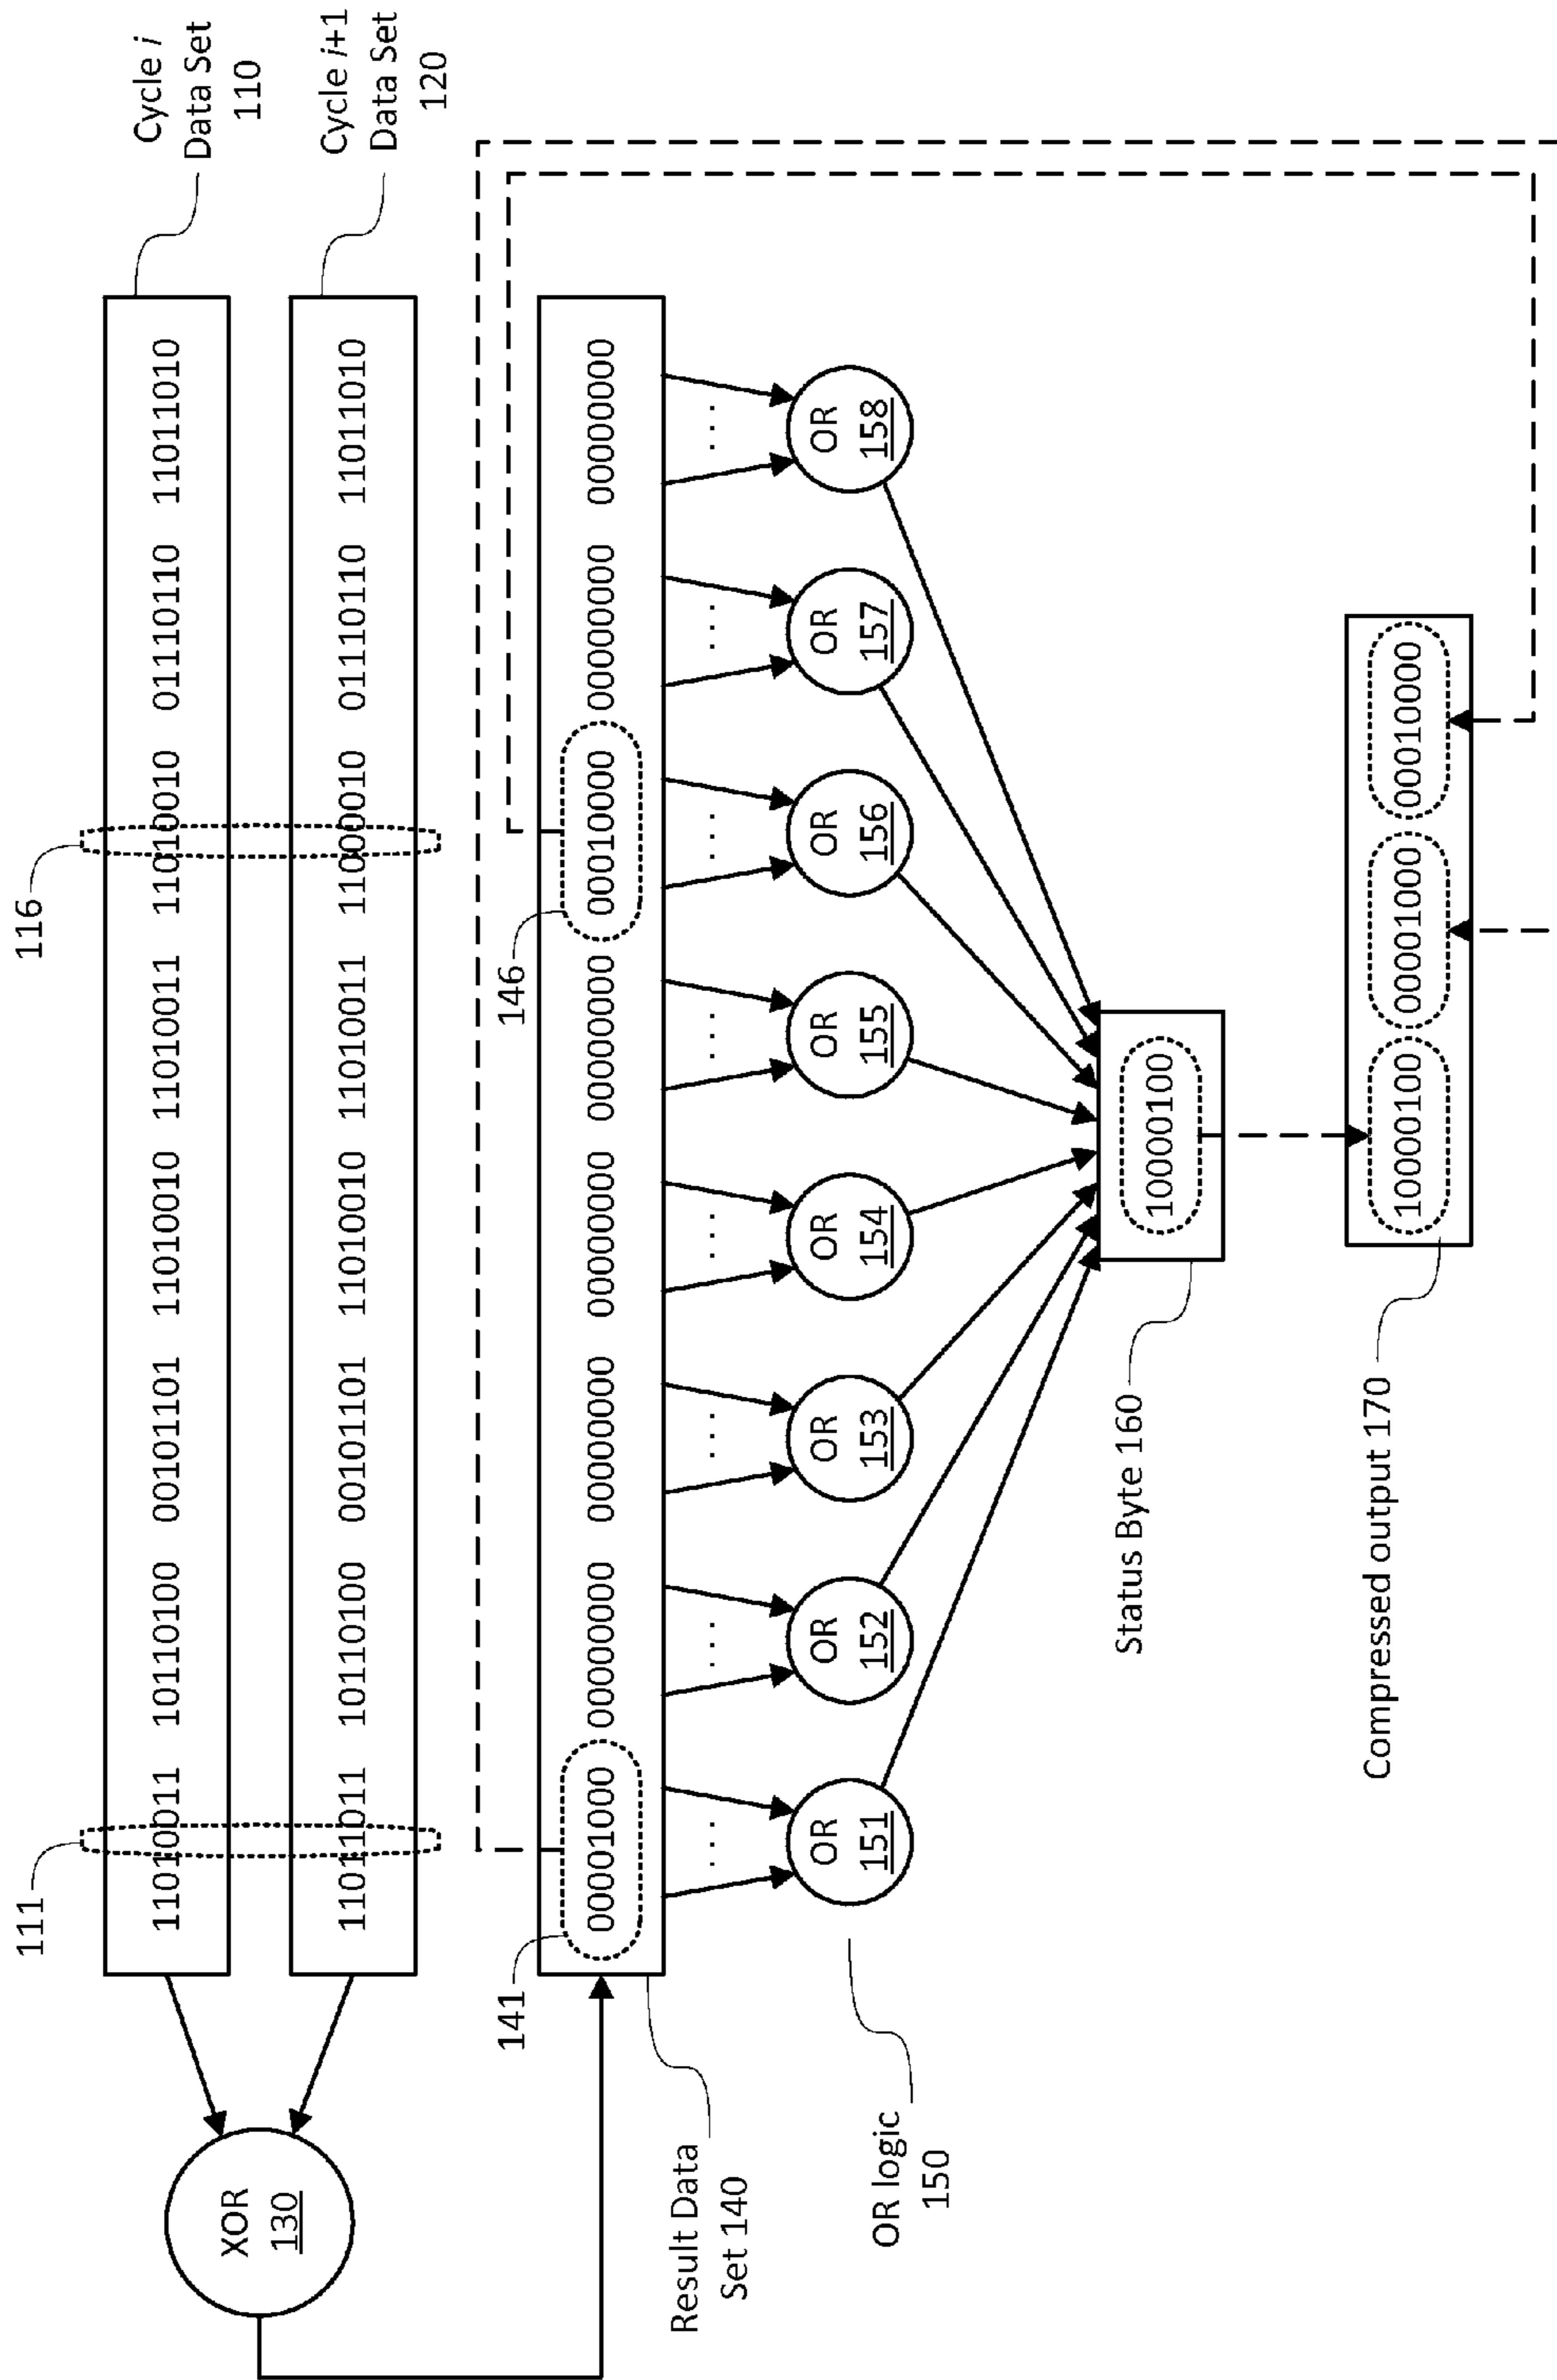 111
116
11010011 10110100 00101101 11010010 11010011 11010010 01110110 11011010
Cycle i
Data Set
110
XOR
130
11011011 10110100 00101101 11010010 11010011 11000010 01110110 11011010
Cycle i+1
Data Set
120
141
146
00001000 00000000 00000000 00000000 00000000 00010000 00000000 00000000
Result Data
Set 140
... ... ... ... ... ... ... ...
OR OR OR OR OR OR OR OR
151 152 153 154 155 156 157 158
OR logic
150
10000100
Status Byte 160
10000100 00001000 00010000
Compressed output 170